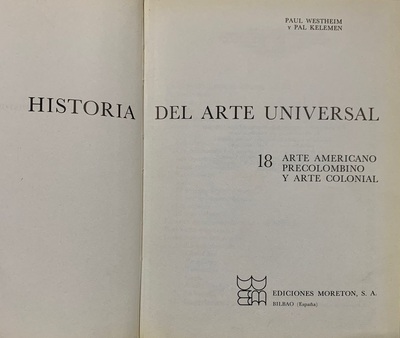 PAUL WESTHEIM
Y PAL KELEMEN
HISTORIA DEL ARTE UNIVERSAL
18 ARTE AMERICANO
PRECOLOMBINO
Y ARTE COLONIAL
EDICIONES MORETON, S. A.
BILBAO (España)